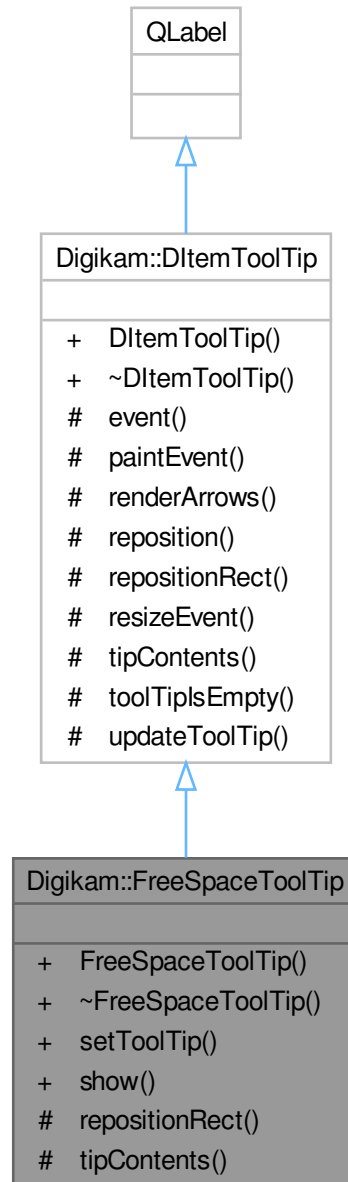 QLabel
Digikam::DItemToolTip
+ DItemToolTip()
+ ~DItemToolTip()
# event()
# paintEvent()
# renderArrows()
# reposition()
# repositionRect()
# resizeEvent()
# tipContents()
# toolTipIsEmpty()
# updateToolTip()
Digikam::FreeSpaceToolTip
+ FreeSpaceToolTip()
+ ~FreeSpaceToolTip()
+ setToolTip()
+ show()
# repositionRect()
# tipContents()